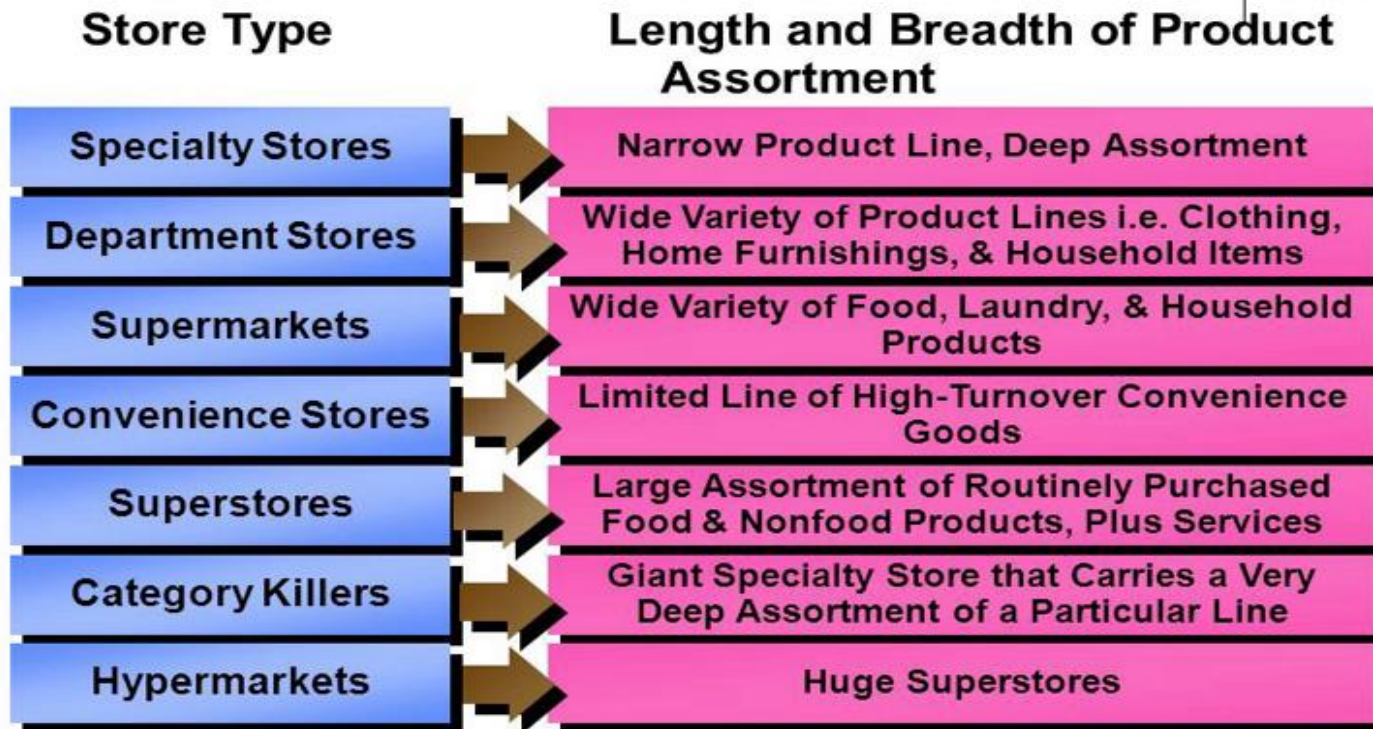 Store Type
Length and Breadth of Product
Assortment
Specialty Stores
Narrow Product Line, Deep Assortment
Department Stores
Wide Variety of Product Lines i.e. Clothing,
Home Furnishings, & Household Items
Supermarkets
Wide Variety of Food, Laundry, & Household
Products
Convenience Stores
Limited Line of High-Turnover Convenience
Goods
Superstores
Large Assortment of Routinely Purchased
Food & Nonfood Products, Plus Services
Category Killers
Giant Specialty Store that Carries a Very
Deep Assortment of a Particular Line
Hypermarkets
Huge Superstores